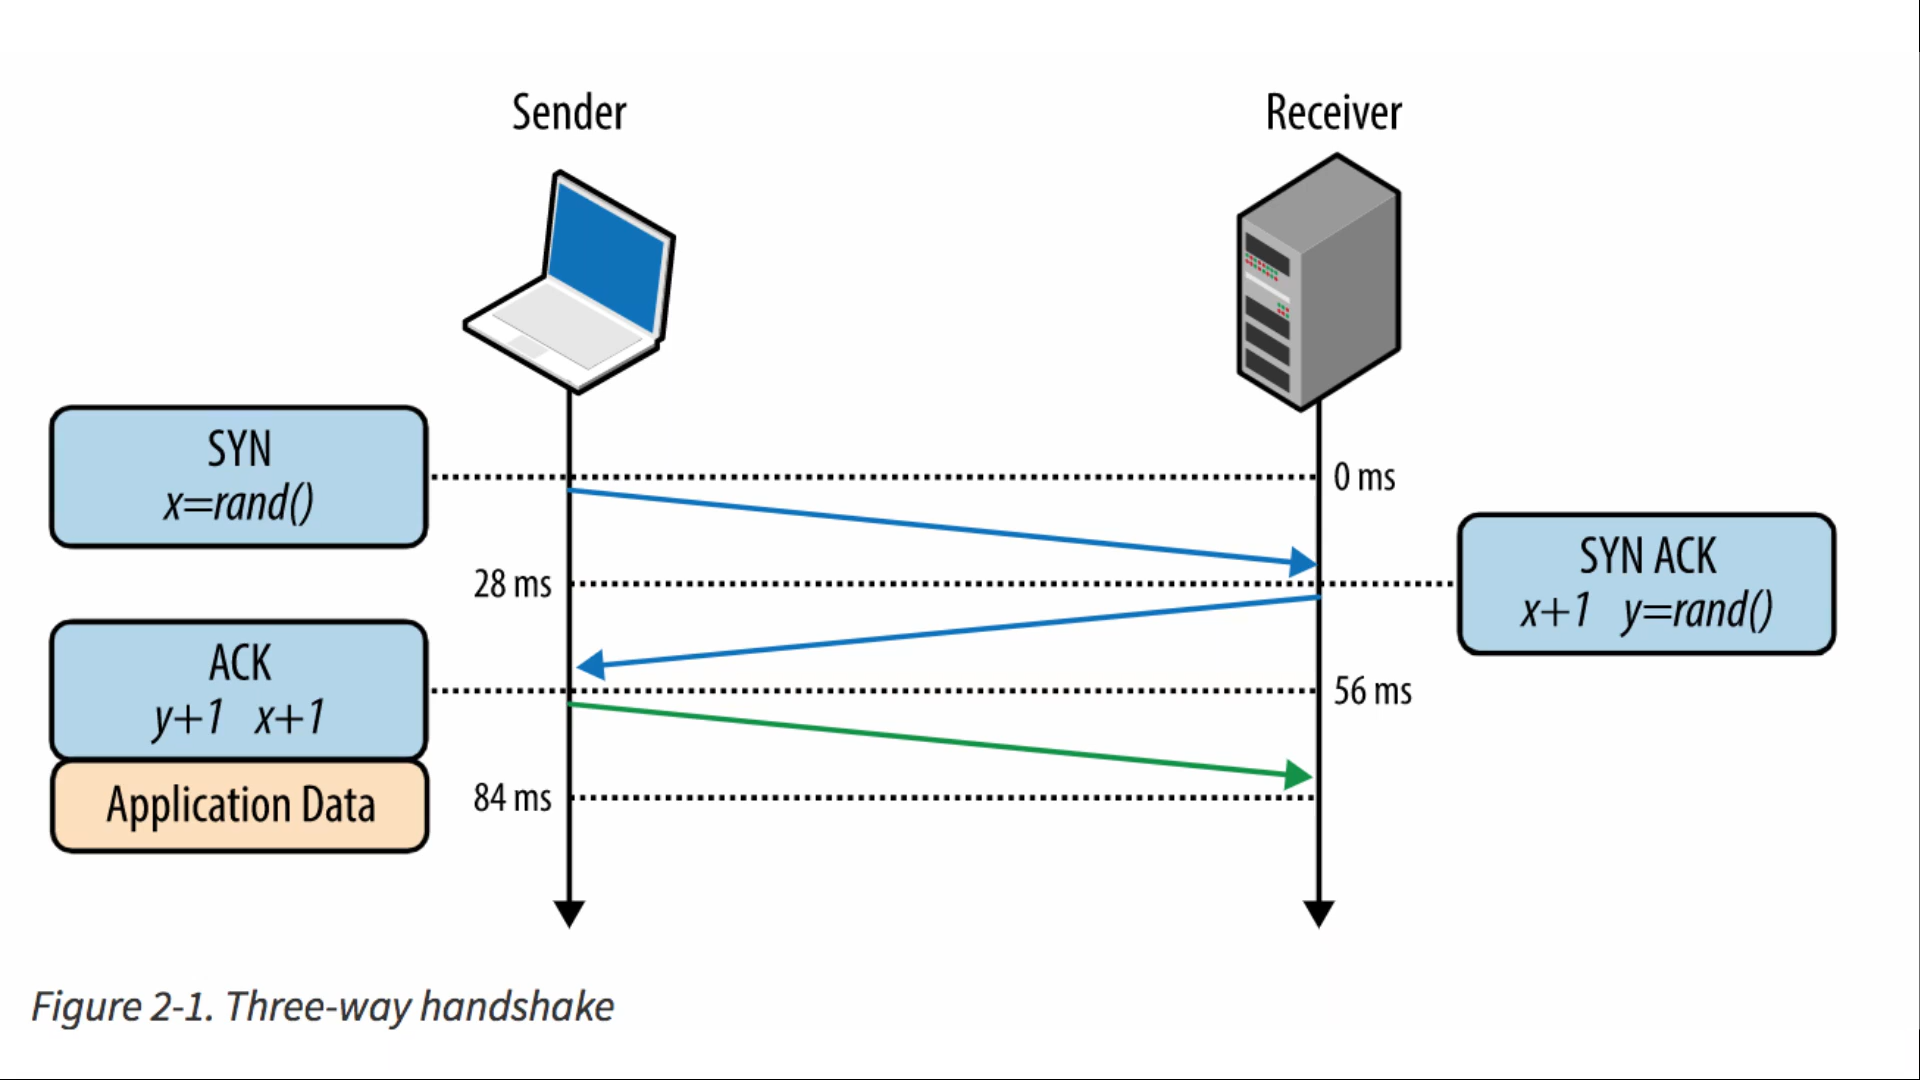 Sender
Receiver
SYN
x=rand()
0 ms
28 ms
SYN ACK
x+1 y=rand()
ACK
y+1 x+1
56 ms
Application Data
84 ms
Figure 2-1. Three-way handshake